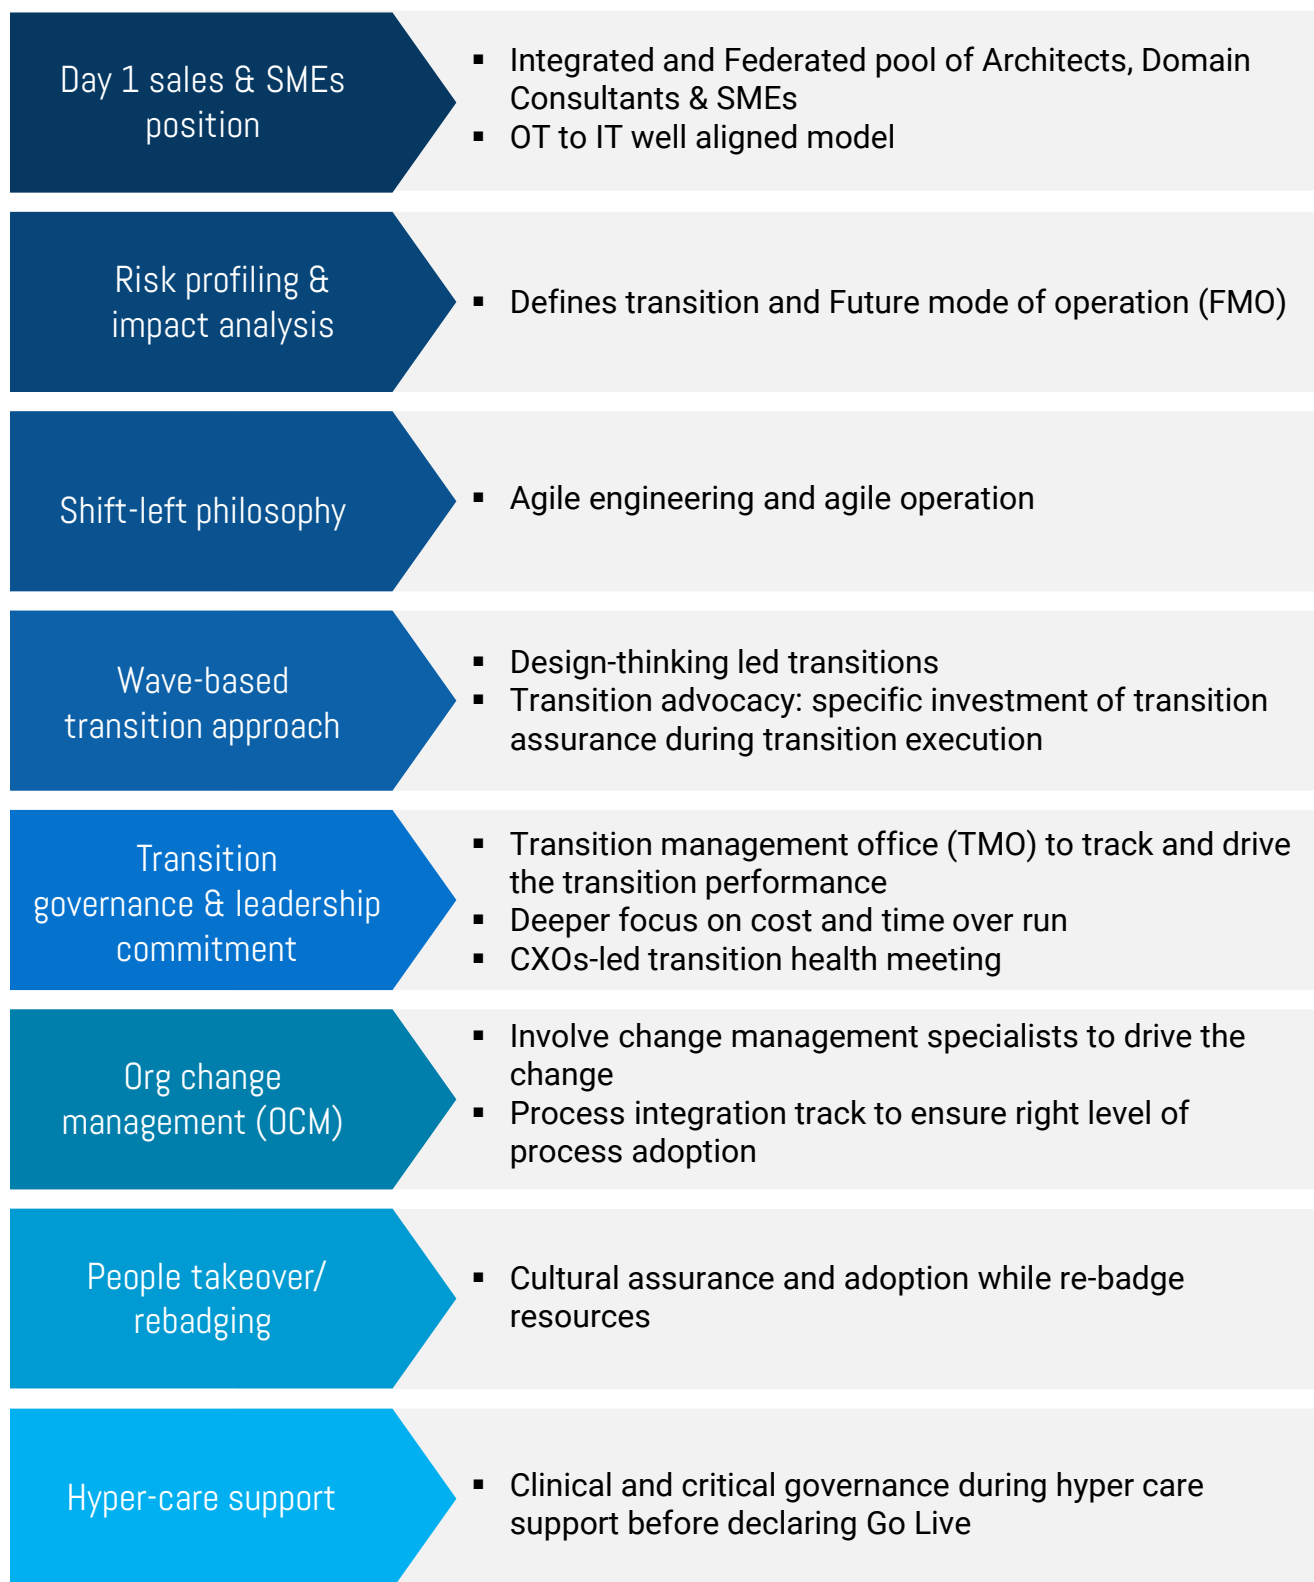 Day 1 sales & SMEs
position
▪ Integrated and Federated pool of Architects, Domain
Consultants & SMEs
▪ OT to IT well aligned model
Risk profiling &
impact analysis
▪ Defines transition and Future mode of operation (FMO)
Shift-left philosophy
▪ Agile engineering and agile operation
Wave-based
transition approach
▪ Design-thinking led transitions
▪ Transition advocacy: specific investment of transition
assurance during transition execution
Transition
governance & leadership
commitment
▪ Transition management office (TMO) to track and drive
the transition performance
▪ Deeper focus on cost and time over run
▪ CXOs-led transition health meeting
Org change
management (OCM)
▪ Involve change management specialists to drive the
change
▪ Process integration track to ensure right level of
process adoption
People takeover/
rebadging
▪ Cultural assurance and adoption while re-badge
resources
Hyper-care support
▪ Clinical and critical governance during hyper care
support before declaring Go Live